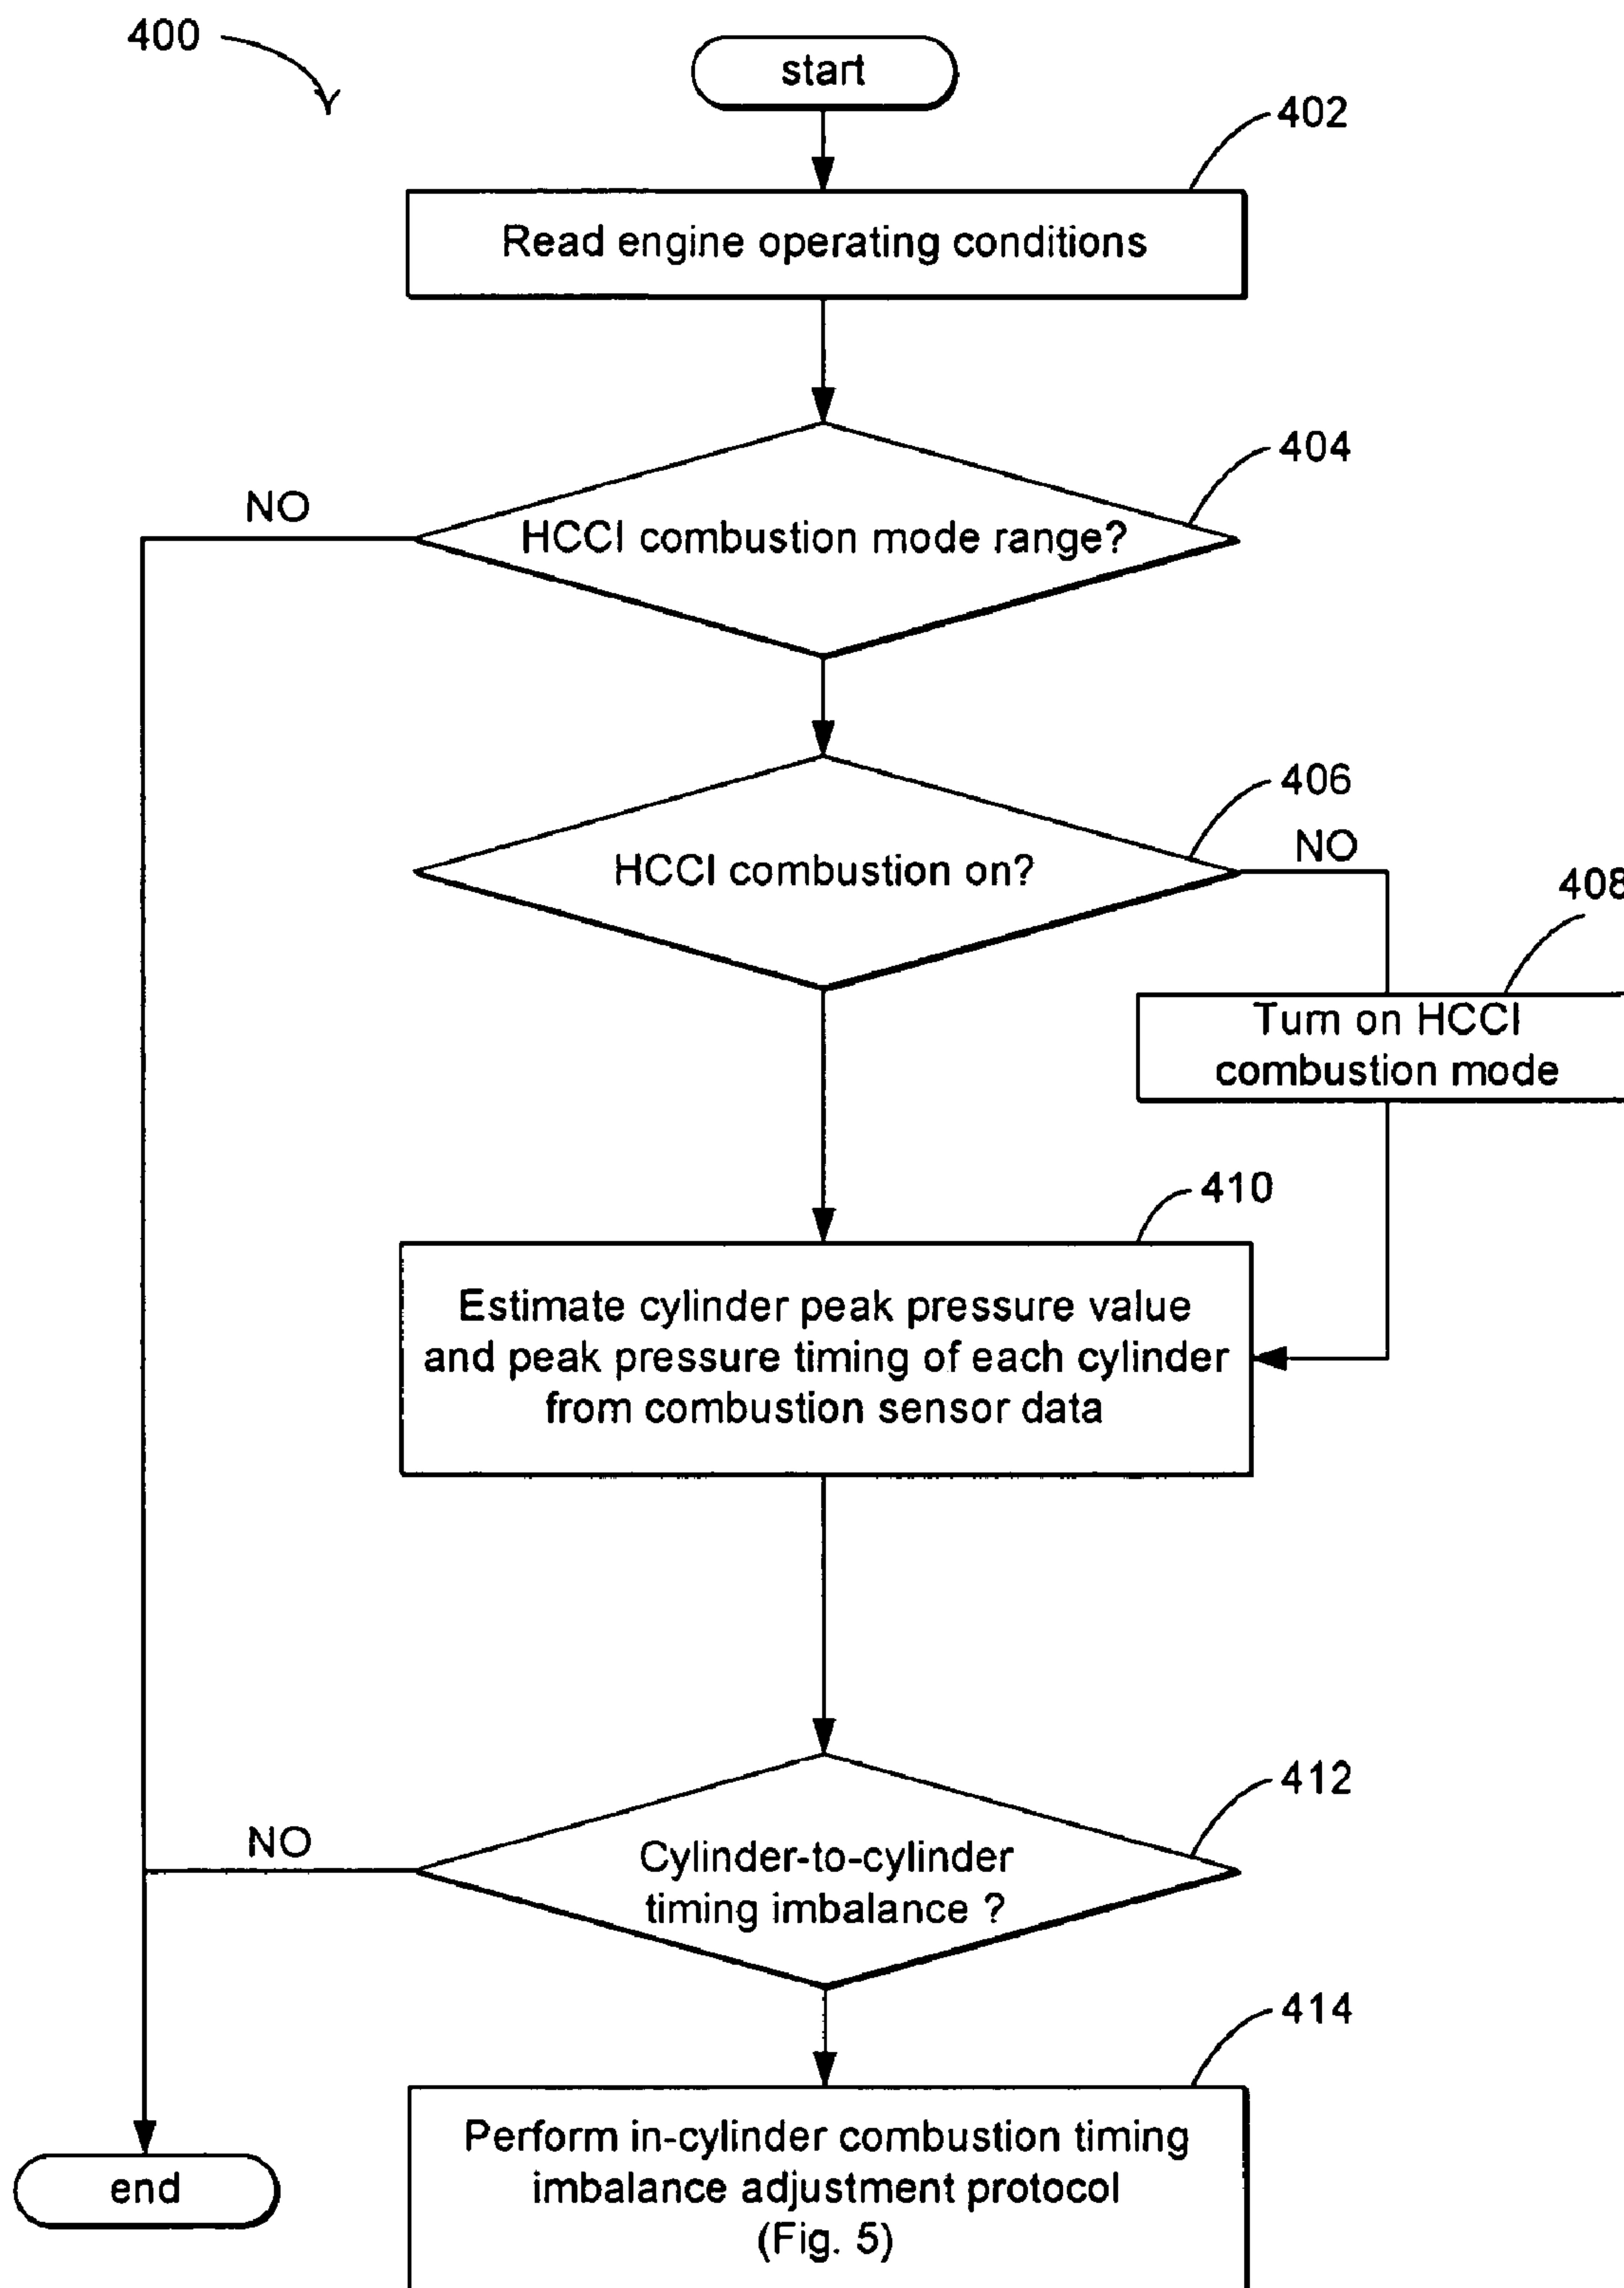 400
start
402
Read engine operating conditions
404
NO
HCCI combustion mode range?
406
NO
HCCI combustion on?
408
Turn on HCCI
combustion mode
410
Estimate cylinder peak pressure value
and peak pressure timing of each cylinder
from combustion sensor data
412
NO
Cylinder-to-cylinder
timing imbalance ?
414
Perform in-cylinder combustion timing
imbalance adjustment protocol
(Fig. 5)
end